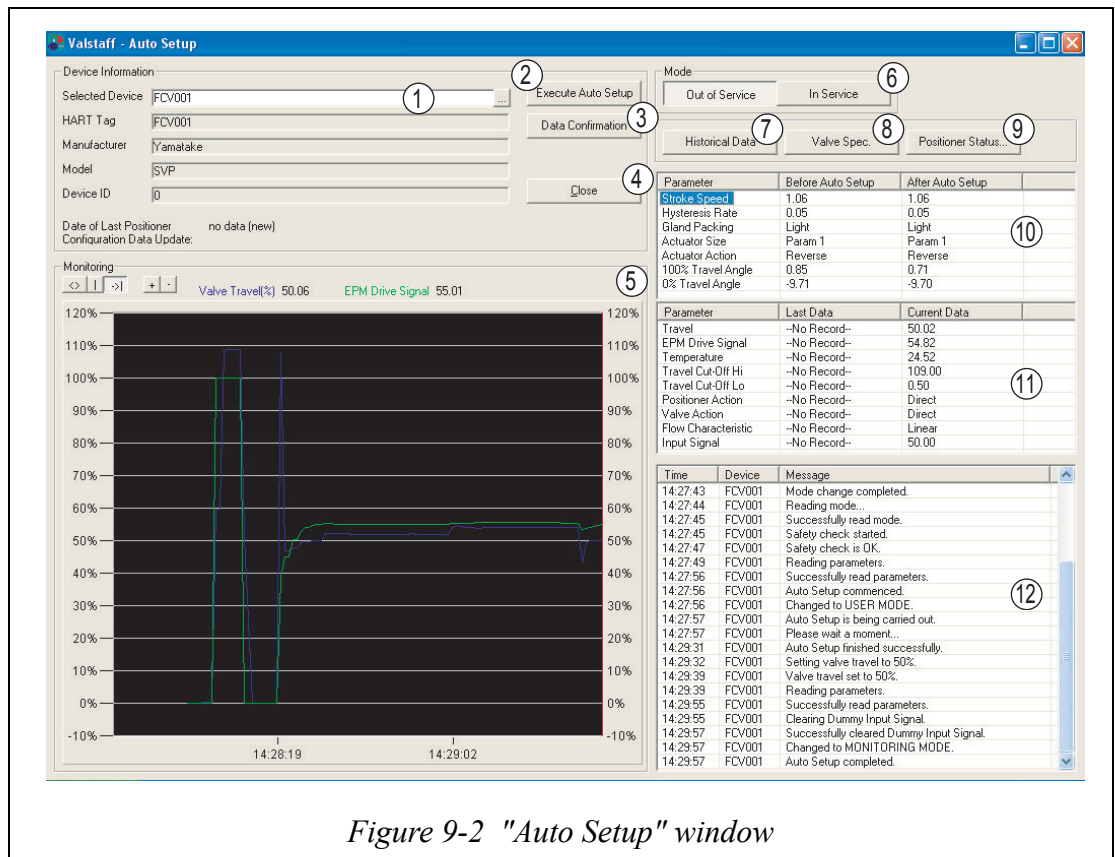 Valstaff - Auto Setup
Device Information
Selected Device FCV001 ...
HART Tag FCV001
Manufacturer Yamatake
Model SVP
Device ID 0
Date of Last Positioner no data (new)
Configuration Data Update:
① ② Execute Auto Setup
③ Data Confirmation
④ Close
Mode
Out of Service In Service ⑥
Historical Data ⑦ Valve Spec. ⑧ Positioner Status... ⑨
Parameter Before Auto Setup After Auto Setup
Stroke Speed 1.06 1.06
Hysteresis Rate 0.05 0.05
Gland Packing Light Light
Actuator Size Param 1 Param 1
Actuator Action Reverse Reverse
100% Travel Angle 0.85 0.71
0% Travel Angle -9.71 -9.70
⑩
Monitoring
<> | ->| + - Valve Travel(%) 50.06 EPM Drive Signal 55.01 ⑤
120% 120%
110% 110%
100% 100%
90% 90%
80% 80%
70% 70%
60% 60%
50% 50%
40% 40%
30% 30%
20% 20%
10% 10%
0% 0%
-10% -10%
14:28:19 14:29:02
Parameter Last Data Current Data
Travel --No Record-- 50.02
EPM Drive Signal --No Record-- 54.82
Temperature --No Record-- 24.52
Travel Cut-Off Hi --No Record-- 109.00
Travel Cut-Off Lo --No Record-- 0.50
Positioner Action --No Record-- Direct
Valve Action --No Record-- Direct
Flow Characteristic --No Record-- Linear
Input Signal --No Record-- 50.00
⑪
Time Device Message
14:27:43 FCV001 Mode change completed.
14:27:44 FCV001 Reading mode...
14:27:45 FCV001 Successfully read mode.
14:27:45 FCV001 Safety check started.
14:27:47 FCV001 Safety check is OK.
14:27:49 FCV001 Reading parameters.
14:27:56 FCV001 Successfully read parameters.
14:27:56 FCV001 Auto Setup commenced.
14:27:56 FCV001 Changed to USER MODE.
14:27:57 FCV001 Auto Setup is being carried out.
14:27:57 FCV001 Please wait a moment...
14:29:31 FCV001 Auto Setup finished successfully.
14:29:32 FCV001 Setting valve travel to 50%.
14:29:39 FCV001 Valve travel set to 50%.
14:29:39 FCV001 Reading parameters.
14:29:55 FCV001 Successfully read parameters.
14:29:55 FCV001 Clearing Dummy Input Signal.
14:29:57 FCV001 Successfully cleared Dummy Input Signal.
14:29:57 FCV001 Changed to MONITORING MODE.
14:29:57 FCV001 Auto Setup completed.
⑫
Figure 9-2 "Auto Setup" window